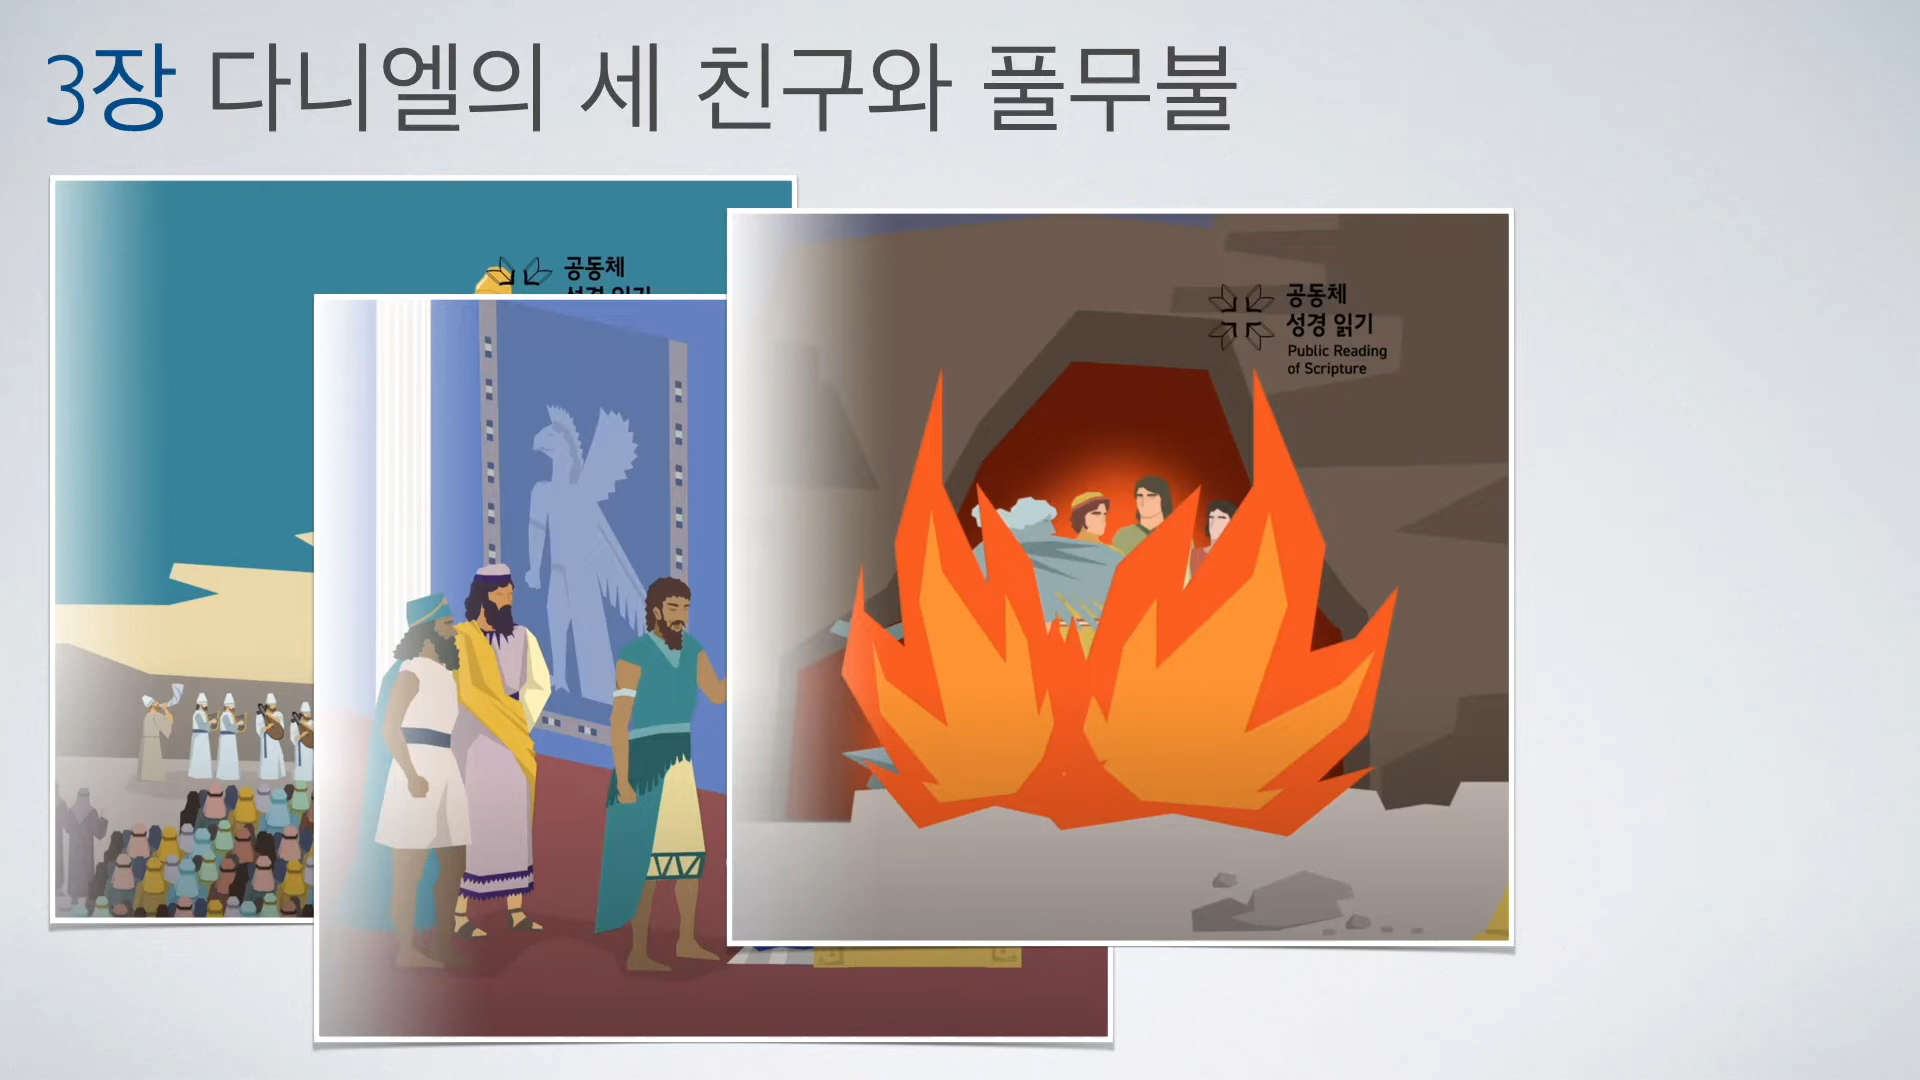 3장 다니엘의 세 친구와 풀무불
공동체
공동체
성경 읽기
Public Reading
of Scripture